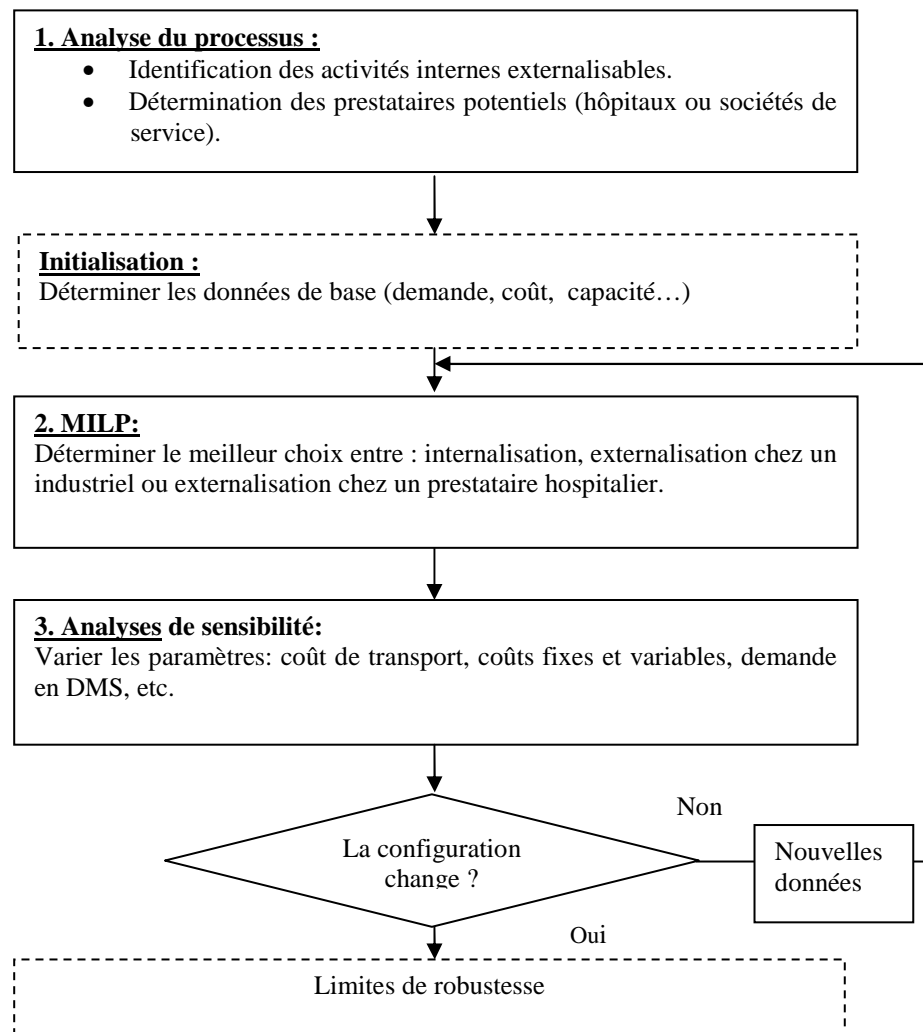 1. Analyse du processus :
• Identification des activités internes externalisables.
• Détermination des prestataires potentiels (hôpitaux ou sociétés de
service).
Initialisation :
Déterminer les données de base (demande, coût, capacité…)
2. MILP:
Déterminer le meilleur choix entre : internalisation, externalisation chez un
industriel ou externalisation chez un prestataire hospitalier.
3. Analyses de sensibilité:
Varier les paramètres: coût de transport, coûts fixes et variables, demande
en DMS, etc.
La configuration
change ?
Non
Nouvelles
données
Oui
Limites de robustesse